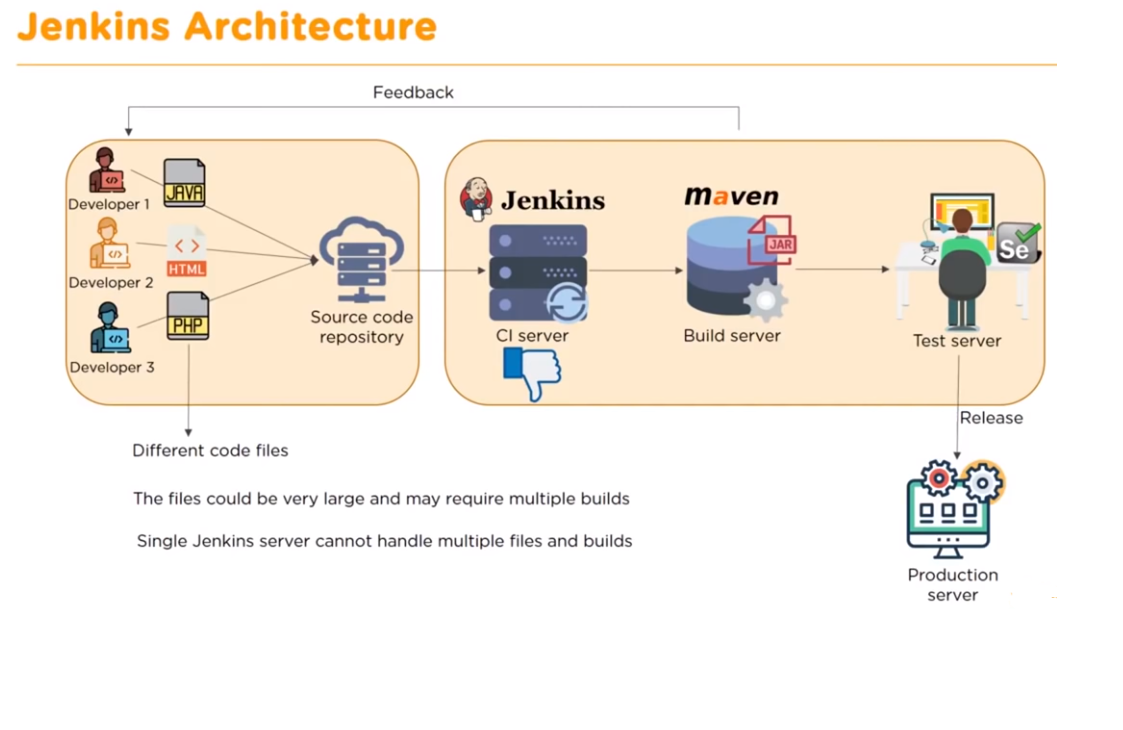 Jenkins Architecture
Feedback
Developer 1
JAVA
Developer 2
HTML
Developer 3
PHP
Source code
repository
Jenkins
CI server
maven
JAR
Build server
Se
Test server
Release
Different code files
The files could be very large and may require multiple builds
Single Jenkins server cannot handle multiple files and builds
Production
server